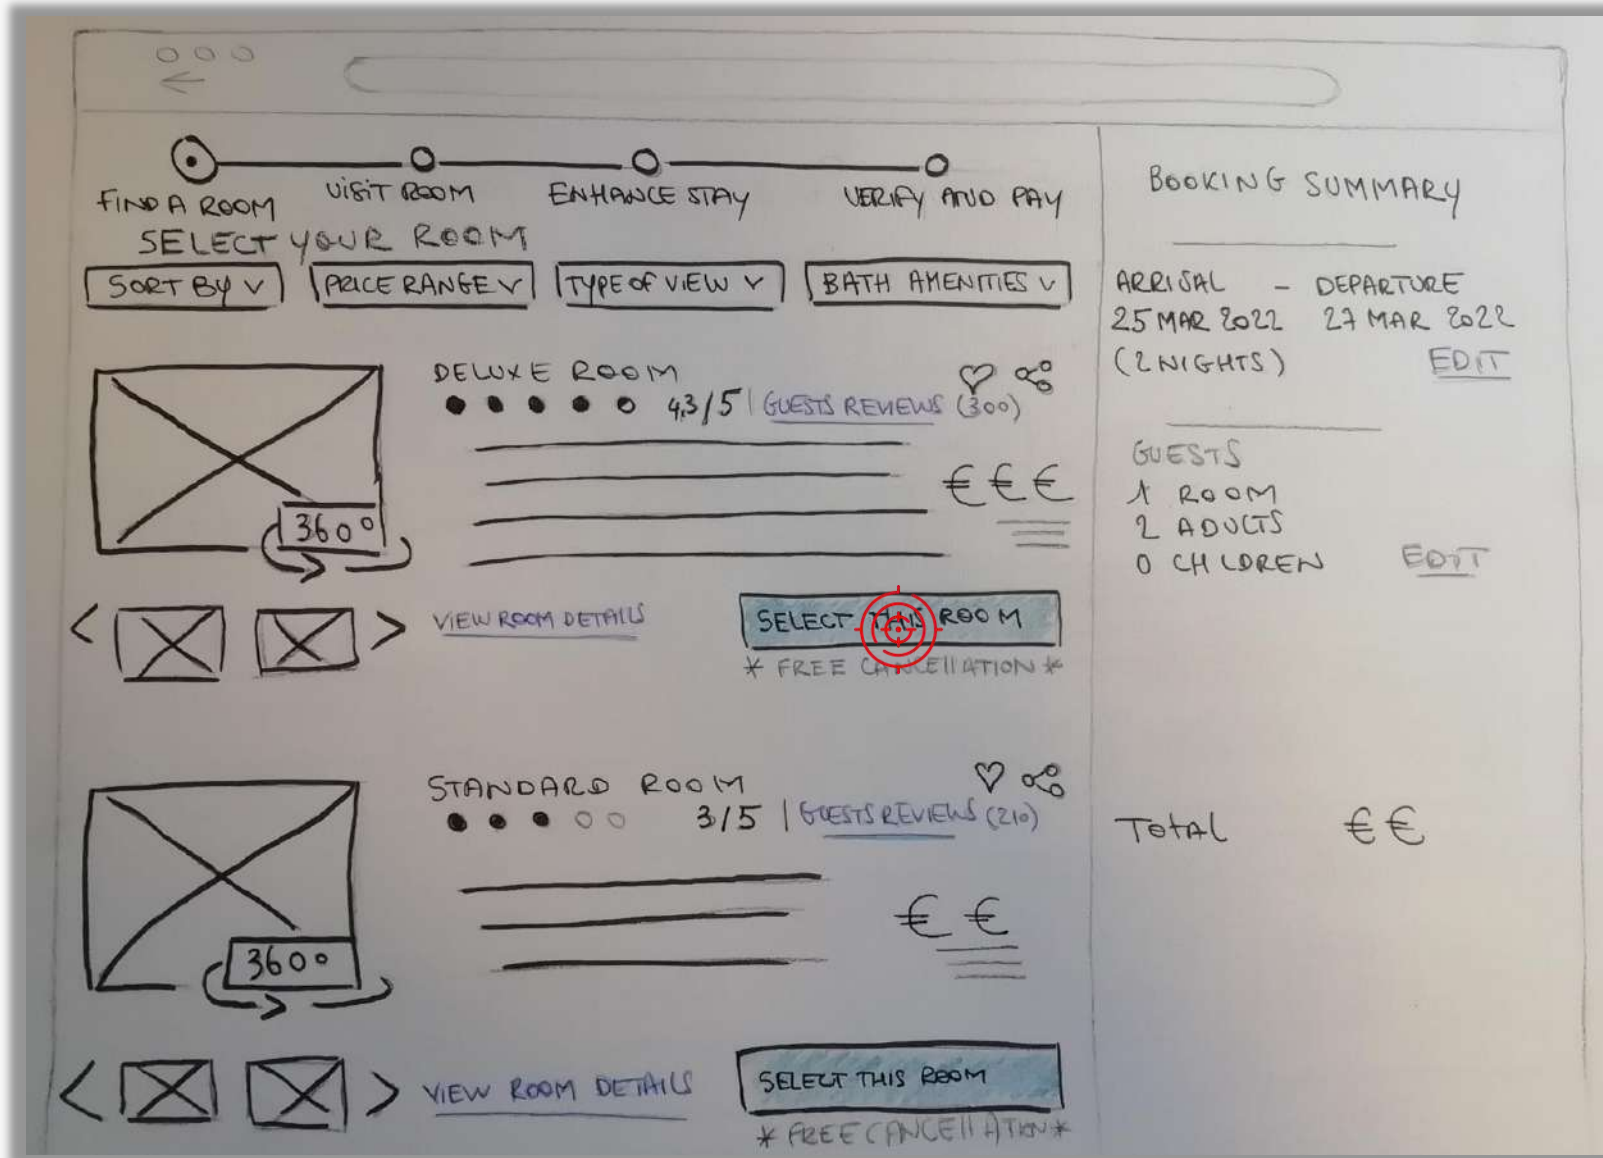 FIND A ROOM
VISIT ROOM
ENHANCE STAY
VERIFY AND PAY
SELECT YOUR ROOM
SORT BY
PRICE RANGE
TYPE OF VIEW
BATH AMENITIES
DELUXE ROOM
4,3/5 | GUESTS REVIEWS (300)
€€€
360°
< > VIEW ROOM DETAILS
SELECT THIS ROOM
* FREE CANCELLATION *
STANDARD ROOM
3/5 | GUESTS REVIEWS (210)
€€
360°
< > VIEW ROOM DETAILS
SELECT THIS ROOM
* FREE CANCELLATION *
BOOKING SUMMARY
ARRISAL - DEPARTURE
25 MAR 2022 27 MAR 2022
(2 NIGHTS) EDIT
GUESTS
1 ROOM
2 ADULTS
0 CHLDREN EDIT
TOTAL €€